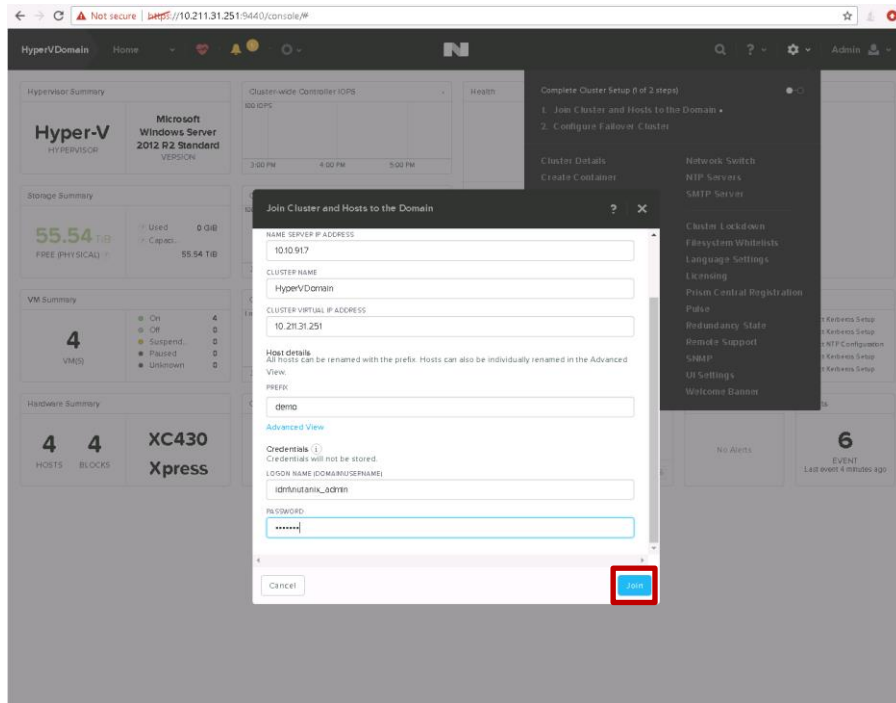 Not secure | https://10.211.31.251:9440/console/#
HyperVDomain Home Admin
Hypervisor Summary
Hyper-V
HYPERVISOR
Microsoft
Windows Server
2012 R2 Standard
VERSION
Cluster-wide Controller IOPS
100 IOPS
3:00 PM 4:00 PM 5:00 PM
Health
Complete Cluster Setup (1 of 2 steps)
1. Join Cluster and Hosts to the Domain
2. Configure Failover Cluster
Cluster Details
Create Container
Network Switch
NTP Servers
SMTP Server
Cluster Lockdown
Filesystem Whitelists
Language Settings
Licensing
Prism Central Registration
Pulse
Redundancy State
Remote Support
SNMP
UI Settings
Welcome Banner
Storage Summary
55.54 TiB
FREE (PHYSICAL)
Used 0 GiB
Capaci... 55.54 TiB
VM Summary
4
VM(S)
On 4
Off 0
Suspend... 0
Paused 0
Unknown 0
Hardware Summary
4
HOSTS
4
BLOCKS
XC430
Xpress
Join Cluster and Hosts to the Domain ?
NAME SERVER IP ADDRESS
10.10.91.7
CLUSTER NAME
HyperVDomain
CLUSTER VIRTUAL IP ADDRESS
10.211.31.251
Host details
All hosts can be renamed with the prefix. Hosts can also be individually renamed in the Advanced
View.
PREFIX
demo
Advanced View
Credentials
Credentials will not be stored.
LOGON NAME (DOMAIN\USERNAME)
PASSWORD
•••••••
Cancel Join
Kerberos Setup
Kerberos Setup
NTP Configuration
Kerberos Setup
Kerberos Setup
No Alerts
6
EVENT
Last event 4 minutes ago